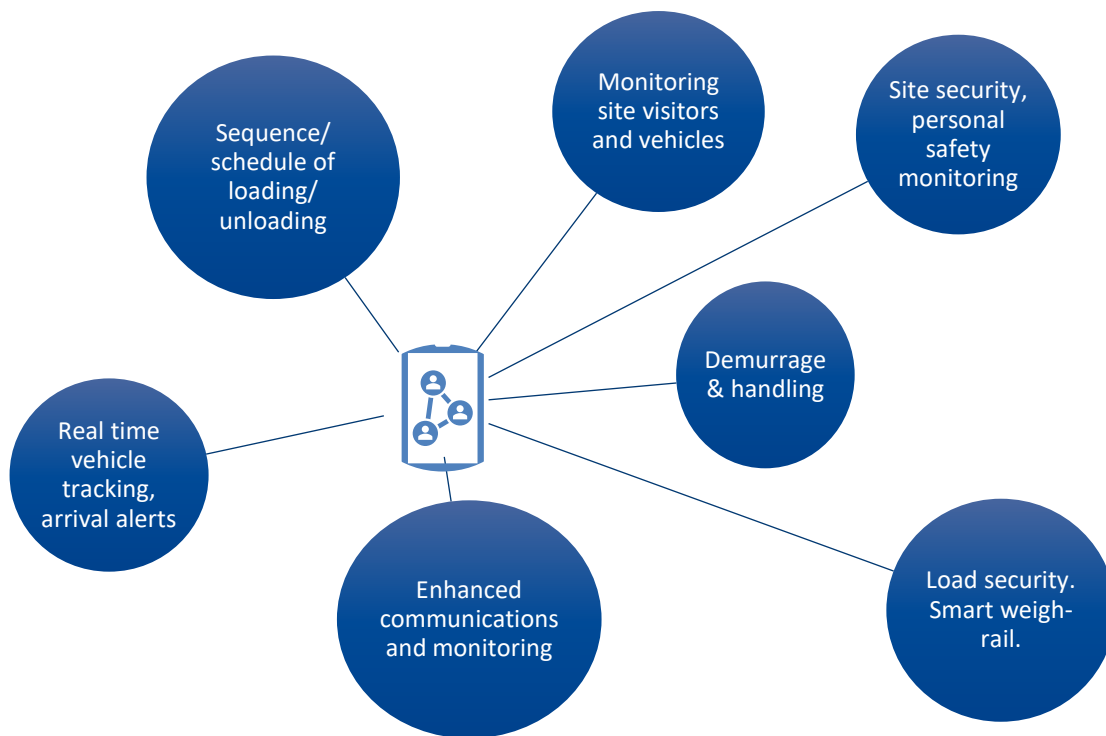 Sequence/
schedule of
loading/
unloading
Monitoring
site visitors
and vehicles
Site security,
personal
safety
monitoring
Demurrage
& handling
Real time
vehicle
tracking,
arrival alerts
Enhanced
communications
and monitoring
Load security.
Smart weigh-
rail.